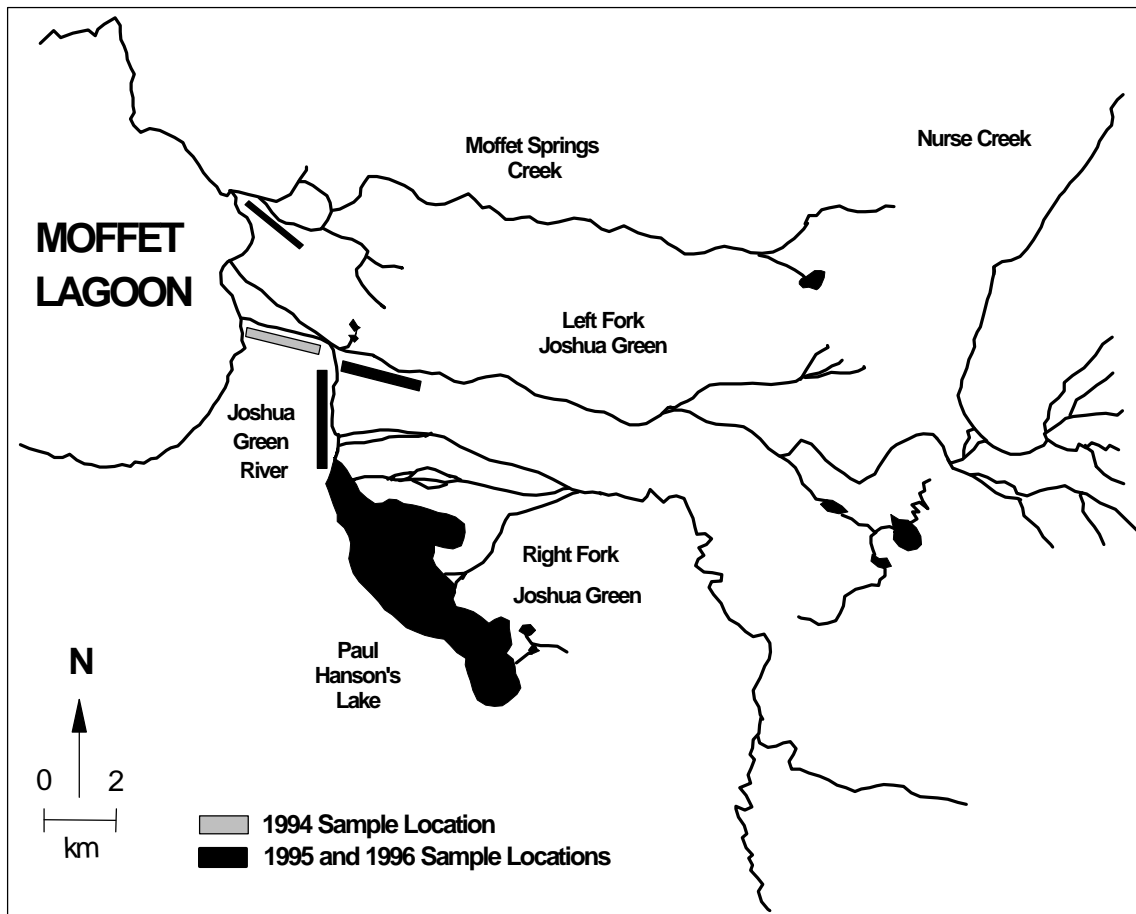 Moffet Springs
Creek
Nurse Creek
MOFFET
LAGOON
Left Fork
Joshua Green
Joshua
Green
River
Right Fork
Joshua Green
Paul
Hanson's
Lake
N
0 2
km
1994 Sample Location
1995 and 1996 Sample Locations